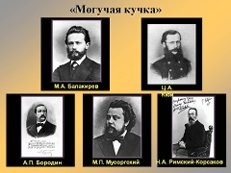 «Могучая кучка»
М.А. Балакирев
Ц.А.
Кюи
А.П. Бородин
М.П. Мусоргский
Н.А. Римский-Корсаков